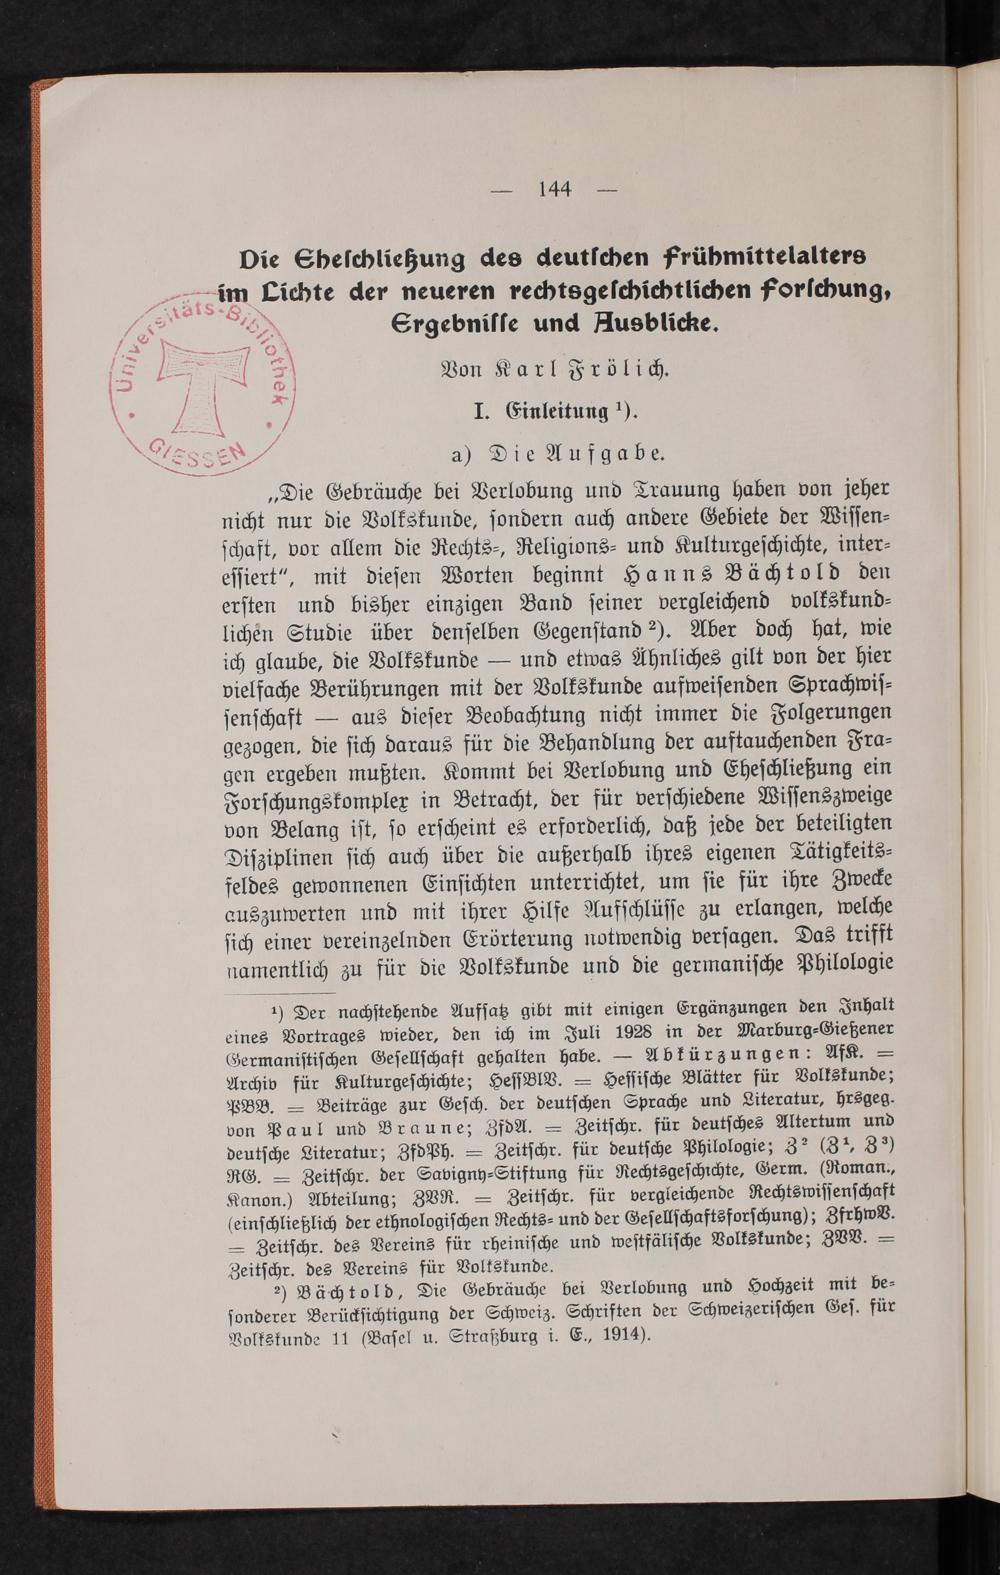 — 144 —
Die Eheschließung des deutschen Frühmittelalters
im Lichte der neueren rechtsgeschichtlichen Forschung,
Ergebnisse und Ausblicke.
Universitäts-Bibliothek
GIESSEN
Von Karl Frölich.
I. Einleitung ¹).
a) Die Aufgabe.
„Die Gebräuche bei Verlobung und Trauung haben von jeher
nicht nur die Volkskunde, sondern auch andere Gebiete der Wissen-
schaft, vor allem die Rechts-, Religions- und Kulturgeschichte, inter-
essiert“, mit diesen Worten beginnt Hanns Bächtold den
ersten und bisher einzigen Band seiner vergleichend volkskund-
lichen Studie über denselben Gegenstand ²). Aber doch hat, wie
ich glaube, die Volkskunde — und etwas Ähnliches gilt von der hier
vielfache Berührungen mit der Volkskunde aufweisenden Sprachwis-
senschaft — aus dieser Beobachtung nicht immer die Folgerungen
gezogen, die sich daraus für die Behandlung der auftauchenden Fra-
gen ergeben mußten. Kommt bei Verlobung und Eheschließung ein
Forschungskomplex in Betracht, der für verschiedene Wissenszweige
von Belang ist, so erscheint es erforderlich, daß jede der beteiligten
Disziplinen sich auch über die außerhalb ihres eigenen Tätigkeits-
feldes gewonnenen Einsichten unterrichtet, um sie für ihre Zwecke
auszuwerten und mit ihrer Hilfe Aufschlüsse zu erlangen, welche
sich einer vereinzelnden Erörterung notwendig versagen. Das trifft
namentlich zu für die Volkskunde und die germanische Philologie
¹) Der nachstehende Aufsatz gibt mit einigen Ergänzungen den Inhalt
eines Vortrages wieder, den ich im Juli 1928 in der Marburg-Gießener
Germanistischen Gesellschaft gehalten habe. — Abkürzungen: AfK. =
Archiv für Kulturgeschichte; HessBlV. = Hessische Blätter für Volkskunde;
PBB. = Beiträge zur Gesch. der deutschen Sprache und Literatur, hrsgeg.
von Paul und Braune; ZfdA. = Zeitschr. für deutsches Altertum und
deutsche Literatur; ZfdPh. = Zeitschr. für deutsche Philologie; Z² (Z¹, Z³)
RG. = Zeitschr. der Savigny-Stiftung für Rechtsgeschichte, Germ. (Roman.,
Kanon.) Abteilung; ZVR. = Zeitschr. für vergleichende Rechtswissenschaft
(einschließlich der ethnologischen Rechts- und der Gesellschaftsforschung); ZfrhwV.
= Zeitschr. des Vereins für rheinische und westfälische Volkskunde; ZVV. =
Zeitschr. des Vereins für Volkskunde.
²) Bächtold, Die Gebräuche bei Verlobung und Hochzeit mit be-
sonderer Berücksichtigung der Schweiz. Schriften der Schweizerischen Ges. für
Volkskunde 11 (Basel u. Straßburg i. E., 1914).